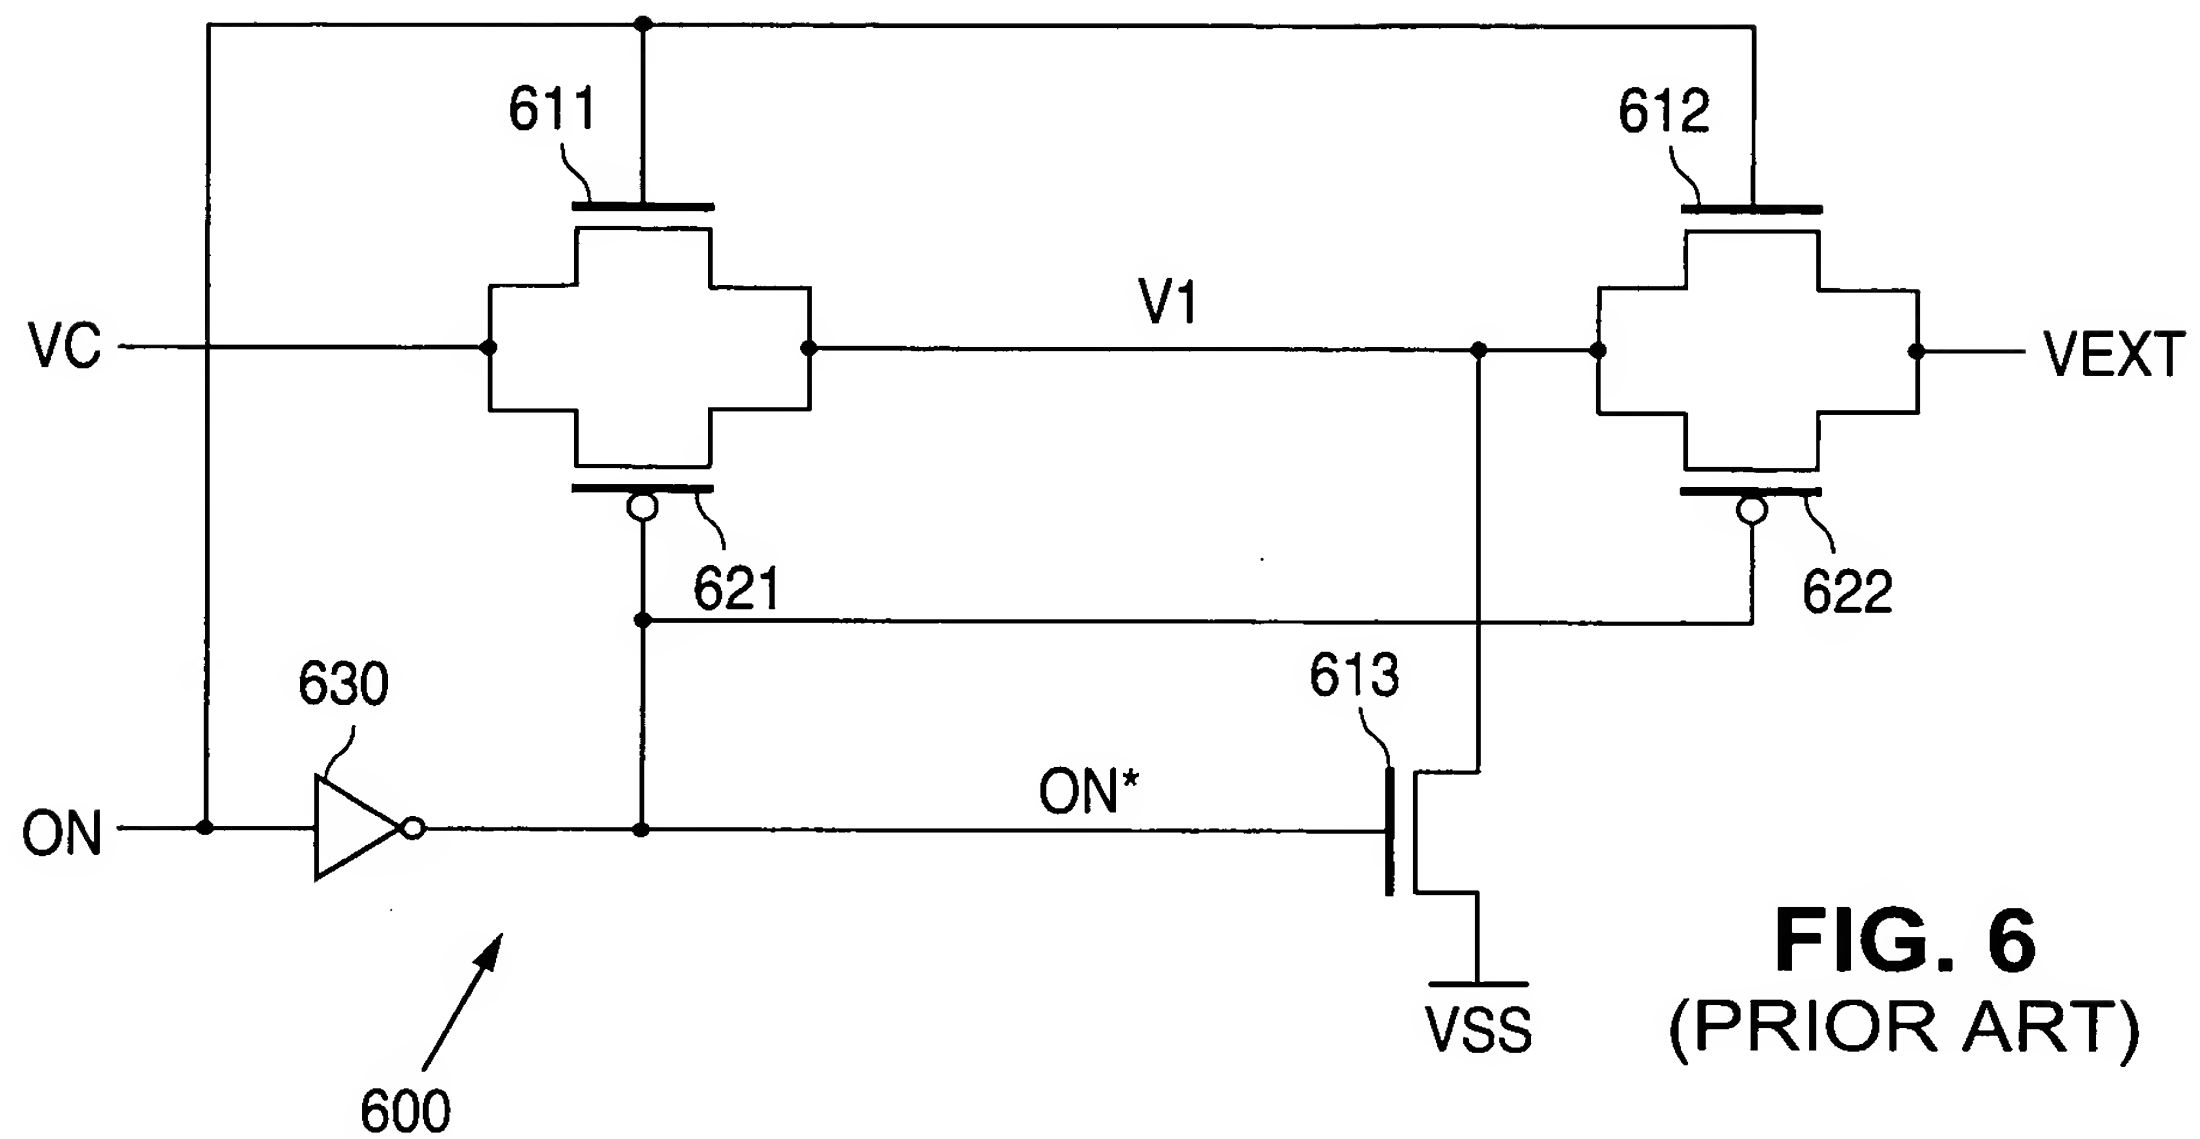 611
612
V1
VC
VEXT
621
622
630
613
ON*
ON
FIG. 6
(PRIOR ART)
VSS
600